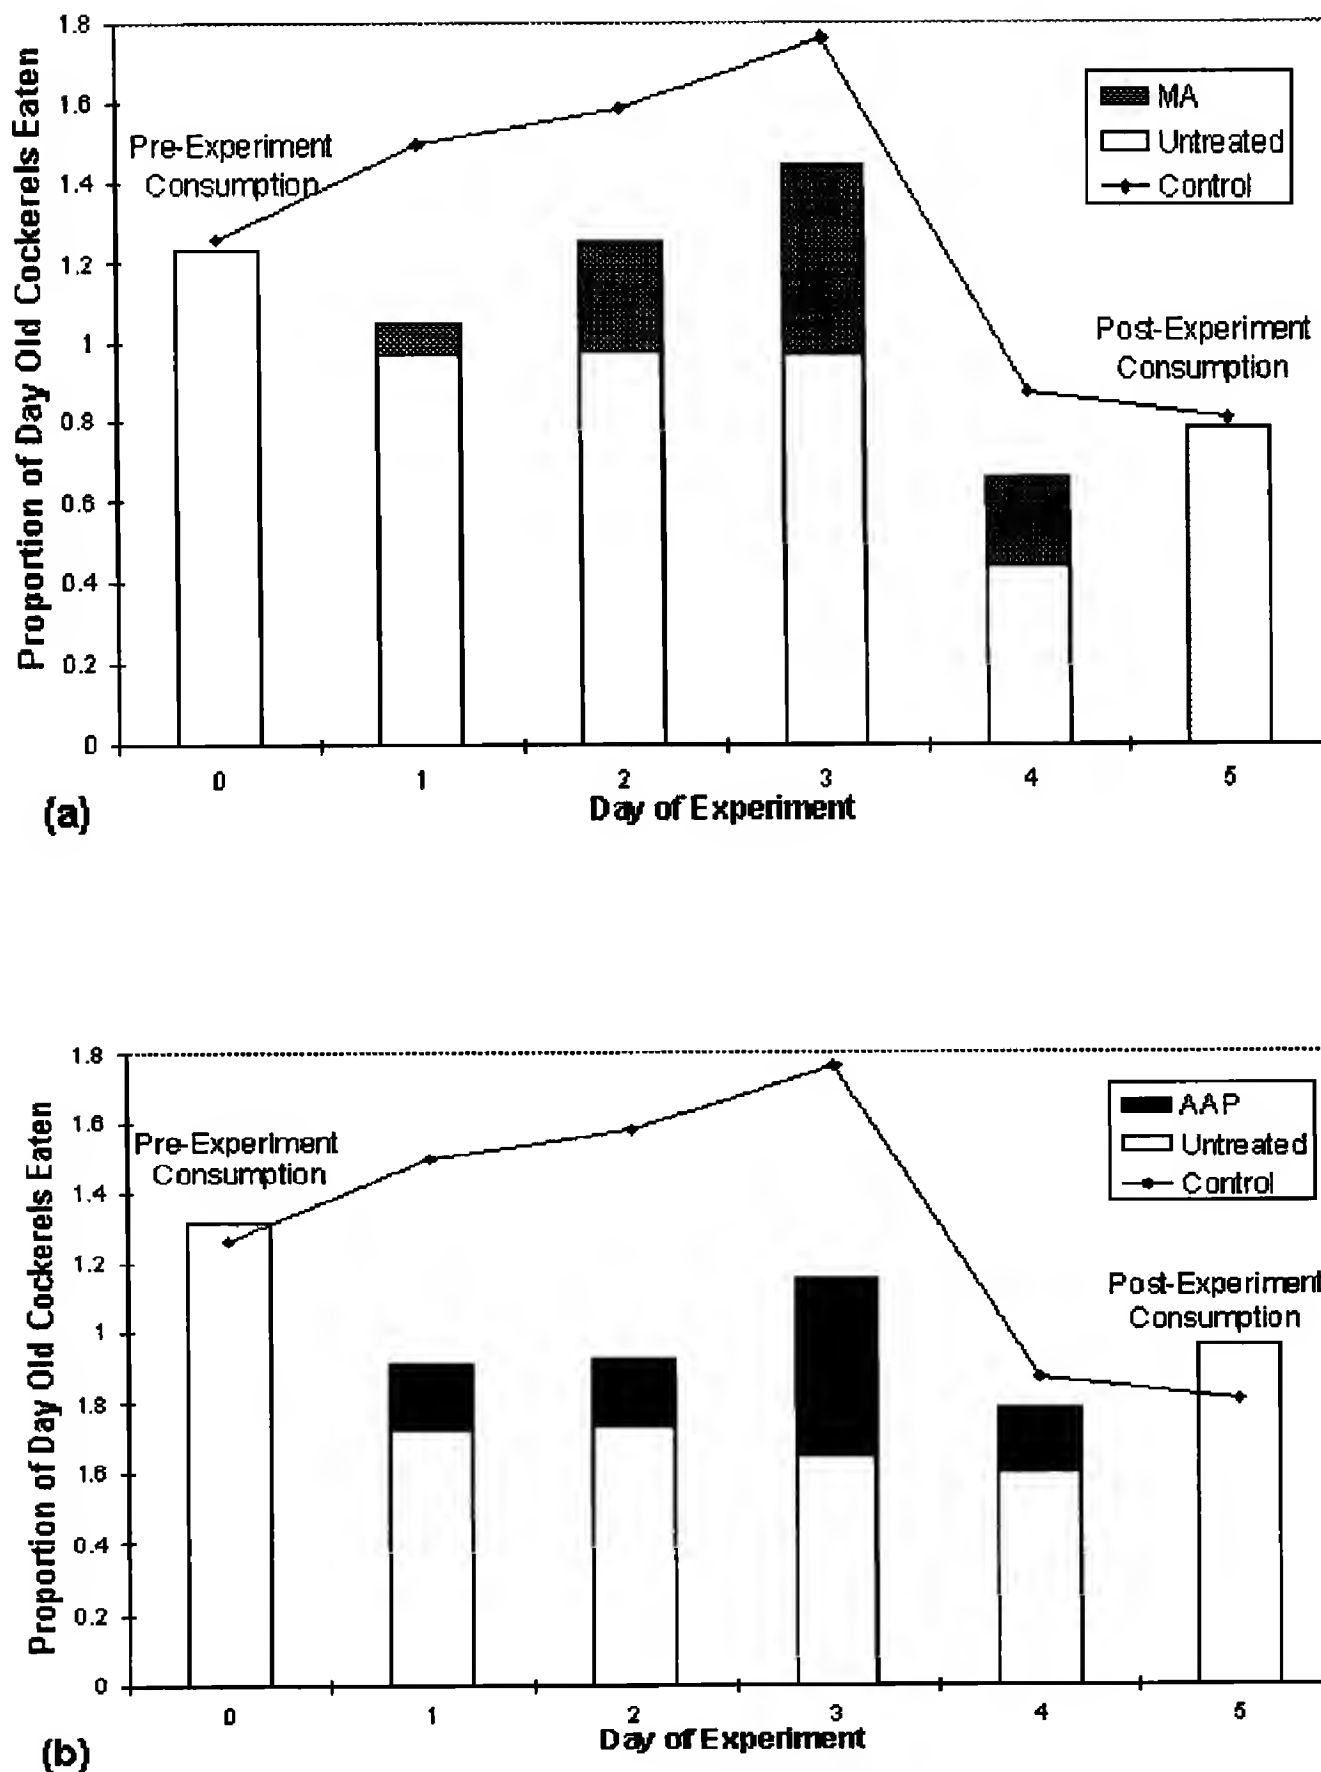 1.8
1.6
1.4
1.2
1
0.8
0.6
0.4
0.2
0
Proportion of Day Old Cockerels Eaten
Pre-Experiment
Consumption
MA
Untreated
Control
Post-Experiment
Consumption
0 1 2 3 4 5
Day of Experiment
(a)
1.8
1.6
1.4
1.2
1
1.8
1.6
0.4
0.2
0
Proportion of Day Old Cockerels Eaten
Pre-Experiment
Consumption
AAP
Untreated
Control
Post-Experiment
Consumption
0 1 2 3 4 5
Day of Experiment
(b)